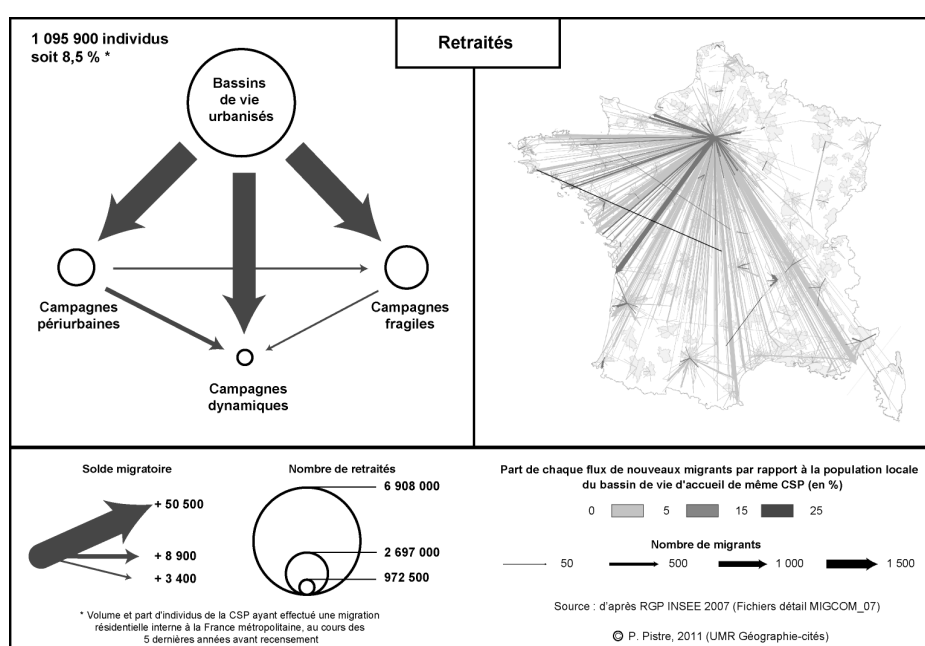 1 095 900 individus
soit 8,5 % *
Retraités
Bassins
de vie
urbanisés
Campagnes
périurbaines
Campagnes
fragiles
Campagnes
dynamiques
Solde migratoire
+ 50 500
+ 8 900
+ 3 400
Nombre de retraités
6 908 000
2 697 000
972 500
* Volume et part d'individus de la CSP ayant effectué une migration
résidentielle interne à la France métropolitaine, au cours des
5 dernières années avant recensement
Part de chaque flux de nouveaux migrants par rapport à la population locale
du bassin de vie d'accueil de même CSP (en %)
0 5 15 25
Nombre de migrants
50 500 1 000 1 500
Source : d'après RGP INSEE 2007 (Fichiers détail MIGCOM_07)
© P. Pistre, 2011 (UMR Géographie-cités)